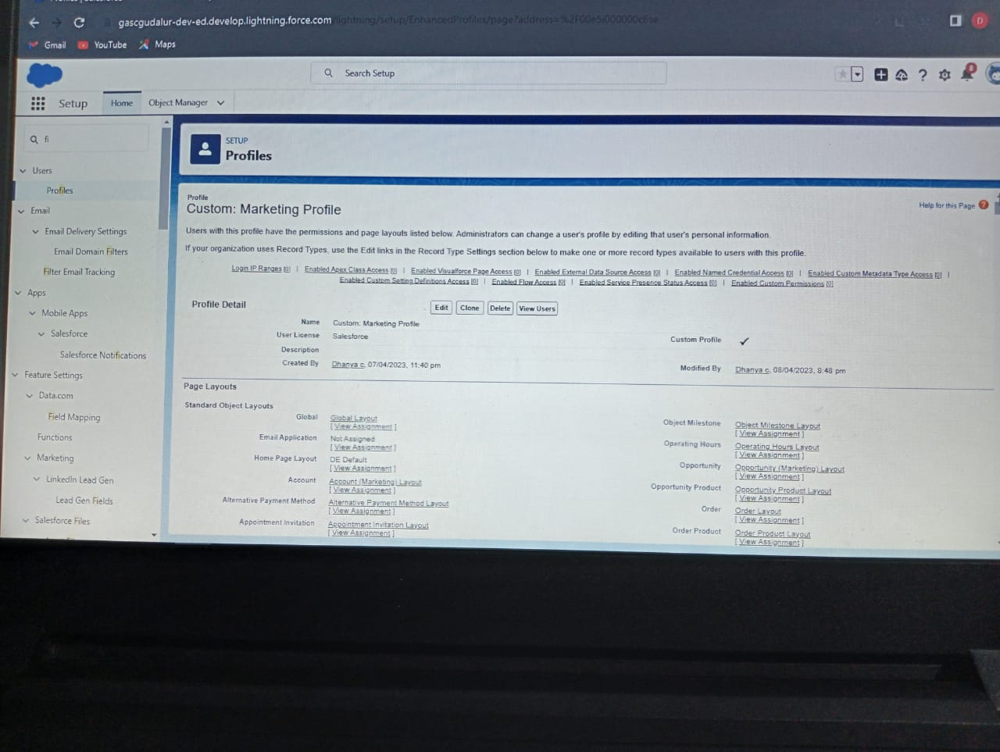 gascgudalur-dev-ed.develop.lightning.force.com/lightning/setup/EnhancedProfiles/page?address=%2F00e5i000000c6se
D
Gmail YouTube Maps
Search Setup
8
Setup Home Object Manager
fi
Users
Profiles
Email
Email Delivery Settings
Email Domain Filters
Filter Email Tracking
Apps
Mobile Apps
Salesforce
Salesforce Notifications
Feature Settings
Data.com
Field Mapping
Functions
Marketing
LinkedIn Lead Gen
Lead Gen Fields
Salesforce Files
SETUP
Profiles
Profile
Custom: Marketing Profile
Help for this Page ?
Users with this profile have the permissions and page layouts listed below. Administrators can change a user's profile by editing that user's personal information.
If your organization uses Record Types, use the Edit links in the Record Type Settings section below to make one or more record types available to users with this profile.
Login IP Ranges [0] | Enabled Apex Class Access [0] | Enabled Visualforce Page Access [0] | Enabled External Data Source Access [0] | Enabled Named Credential Access [0] | Enabled Custom Metadata Type Access [0] |
Enabled Custom Setting Definitions Access [0] | Enabled Flow Access [0] | Enabled Service Presence Status Access [0] | Enabled Custom Permissions [0]
Profile Detail Edit Clone Delete View Users
Name Custom: Marketing Profile
User License Salesforce Custom Profile ✓
Description
Created By Dhanya c, 07/04/2023, 11:40 pm Modified By Dhanya c, 08/04/2023, 8:48 pm
Page Layouts
Standard Object Layouts
Global Global Layout
[ View Assignment ]
Object Milestone Object Milestone Layout
[ View Assignment ]
Email Application Not Assigned
[ View Assignment ]
Operating Hours Operating Hours Layout
[ View Assignment ]
Home Page Layout DE Default
[ View Assignment ]
Opportunity Opportunity (Marketing) Layout
[ View Assignment ]
Account Account (Marketing) Layout
[ View Assignment ]
Opportunity Product Opportunity Product Layout
[ View Assignment ]
Alternative Payment Method Alternative Payment Method Layout
[ View Assignment ]
Order Order Layout
[ View Assignment ]
Appointment Invitation Appointment Invitation Layout
[ View Assignment ]
Order Product Order Product Layout
[ View Assignment ]